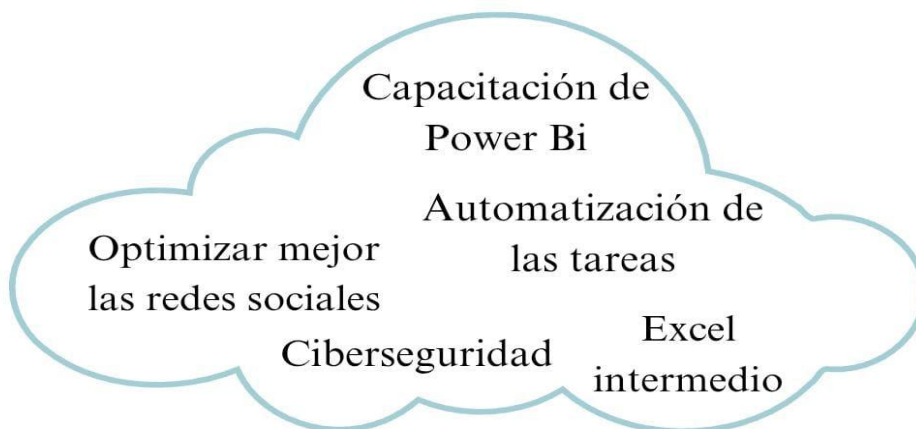 Capacitación de
Power Bi
Automatización de
las tareas
Optimizar mejor
las redes sociales
Ciberseguridad
Excel
intermedio